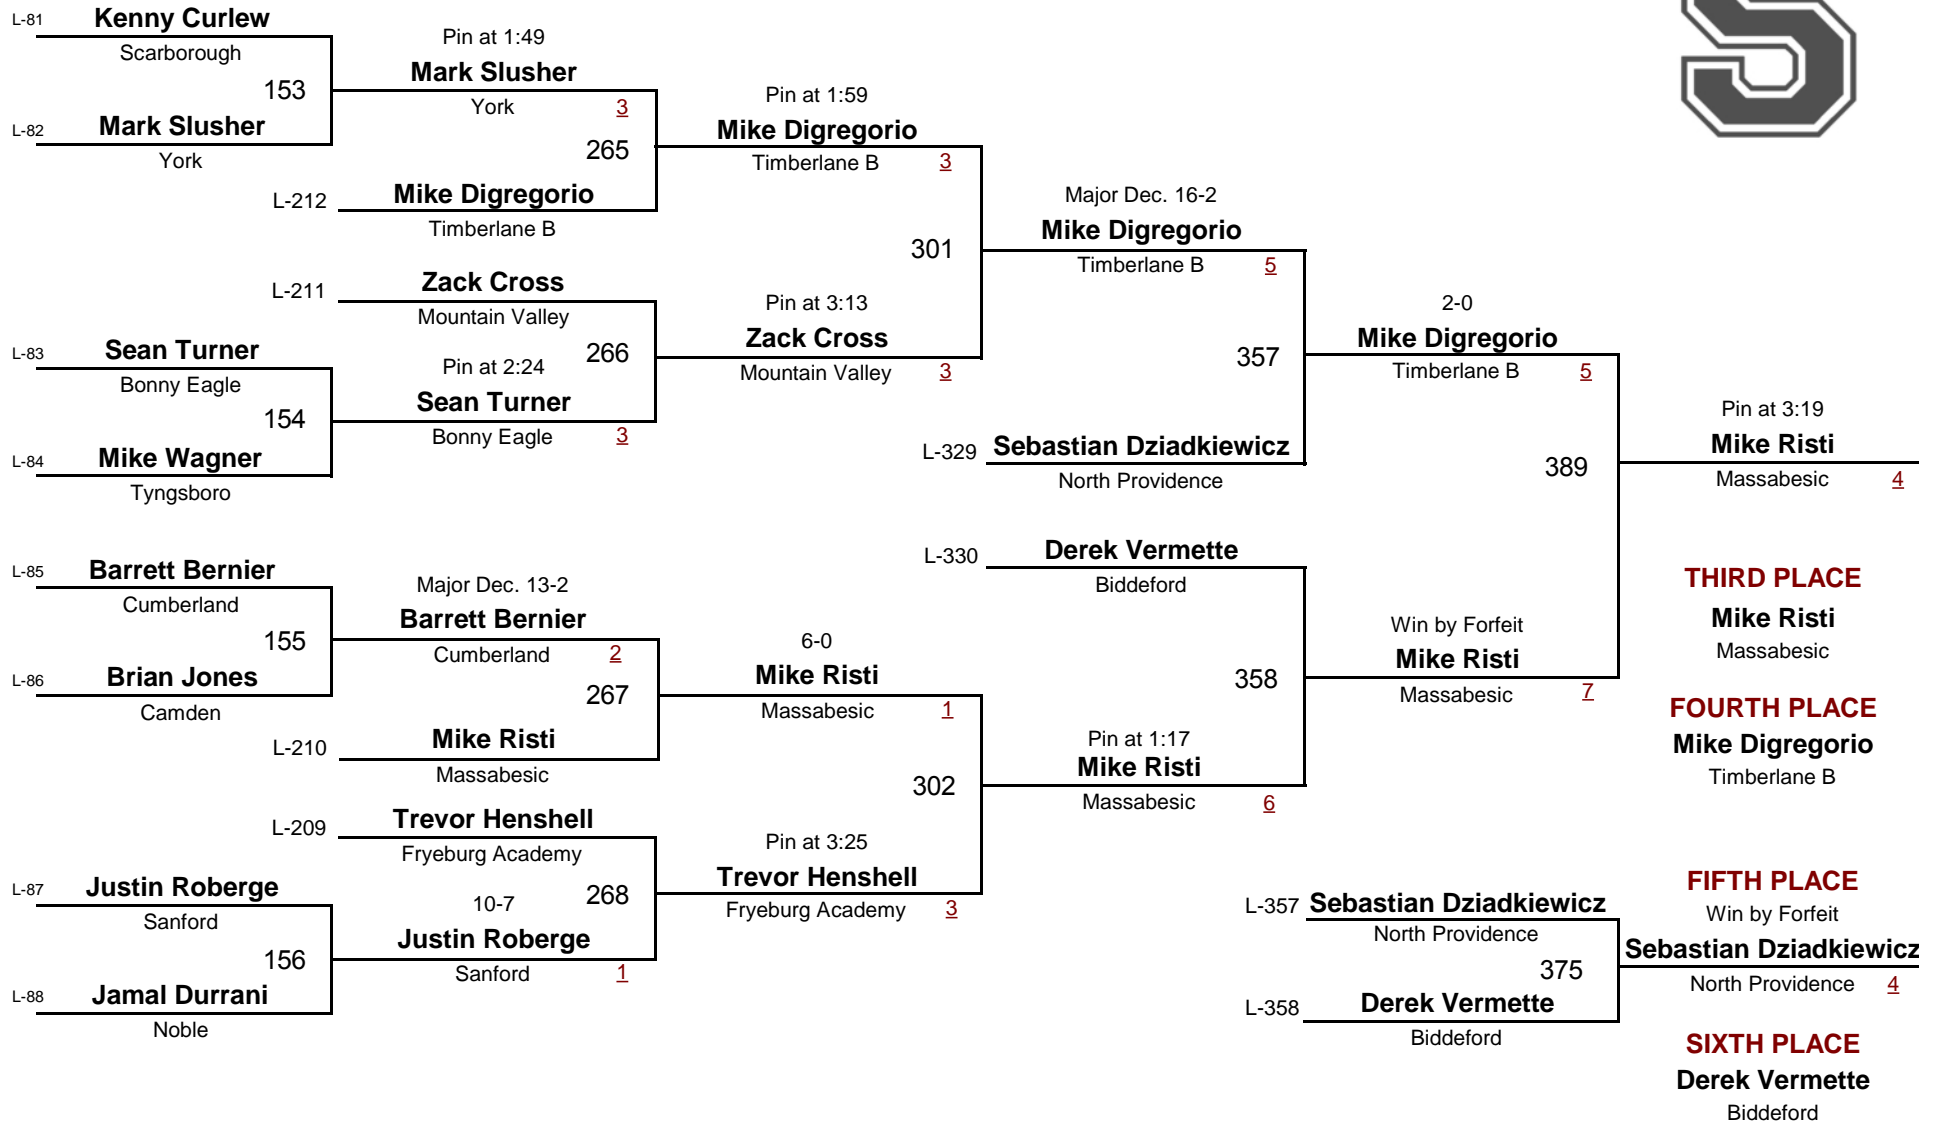 L-81 Kenny Curlew
Scarborough
153
L-82 Mark Slusher
York
Pin at 1:49
Mark Slusher
York 3
265
L-212 Mike Digregorio
Timberlane B
L-211 Zack Cross
Mountain Valley
266
L-83 Sean Turner
Bonny Eagle
154
L-84 Mike Wagner
Tyngsboro
Pin at 2:24
Sean Turner
Bonny Eagle 3
Pin at 1:59
Mike Digregorio
Timberlane B 3
301
Pin at 3:13
Zack Cross
Mountain Valley 3
Major Dec. 16-2
Mike Digregorio
Timberlane B 5
357
L-329 Sebastian Dziadkiewicz
North Providence
2-0
Mike Digregorio
Timberlane B 5
389
Pin at 3:19
Mike Risti
Massabesic 4
L-85 Barrett Bernier
Cumberland
155
L-86 Brian Jones
Camden
Major Dec. 13-2
Barrett Bernier
Cumberland 2
267
L-210 Mike Risti
Massabesic
L-209 Trevor Henshell
Fryeburg Academy
268
L-87 Justin Roberge
Sanford
156
L-88 Jamal Durrani
Noble
10-7
Justin Roberge
Sanford 1
6-0
Mike Risti
Massabesic 1
302
Pin at 3:25
Trevor Henshell
Fryeburg Academy 3
L-330 Derek Vermette
Biddeford
358
Pin at 1:17
Mike Risti
Massabesic 6
Win by Forfeit
Mike Risti
Massabesic 7
THIRD PLACE
Mike Risti
Massabesic
FOURTH PLACE
Mike Digregorio
Timberlane B
L-357 Sebastian Dziadkiewicz
North Providence
375
L-358 Derek Vermette
Biddeford
FIFTH PLACE
Win by Forfeit
Sebastian Dziadkiewicz
North Providence 4
SIXTH PLACE
Derek Vermette
Biddeford
S